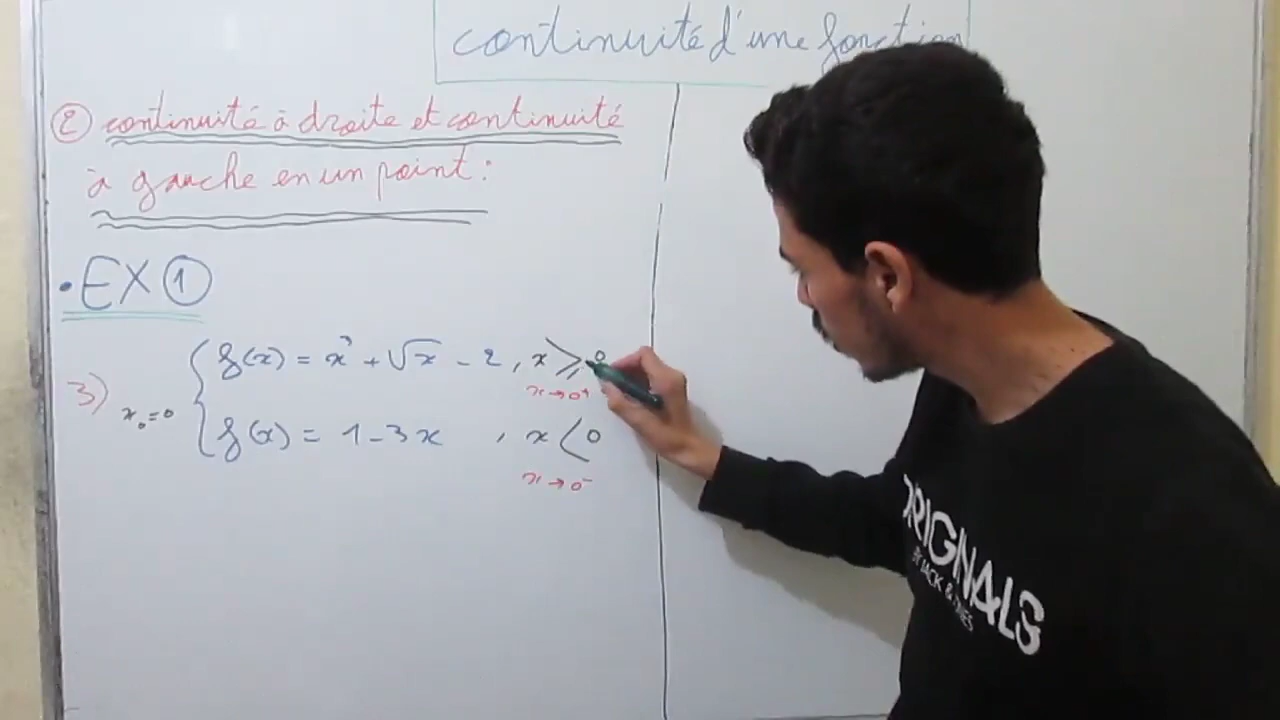 continuité d'une fonction
② continuité à droite et continuité
à gauche en un point :
• EX ①
3) x₀=0 { f(x) = x³ + √x - 2 , x ⩾ 0
x → 0⁺
f(x) = 1 - 3x , x < 0
x → 0⁻
ORIGINALS
BY JACK & JONES